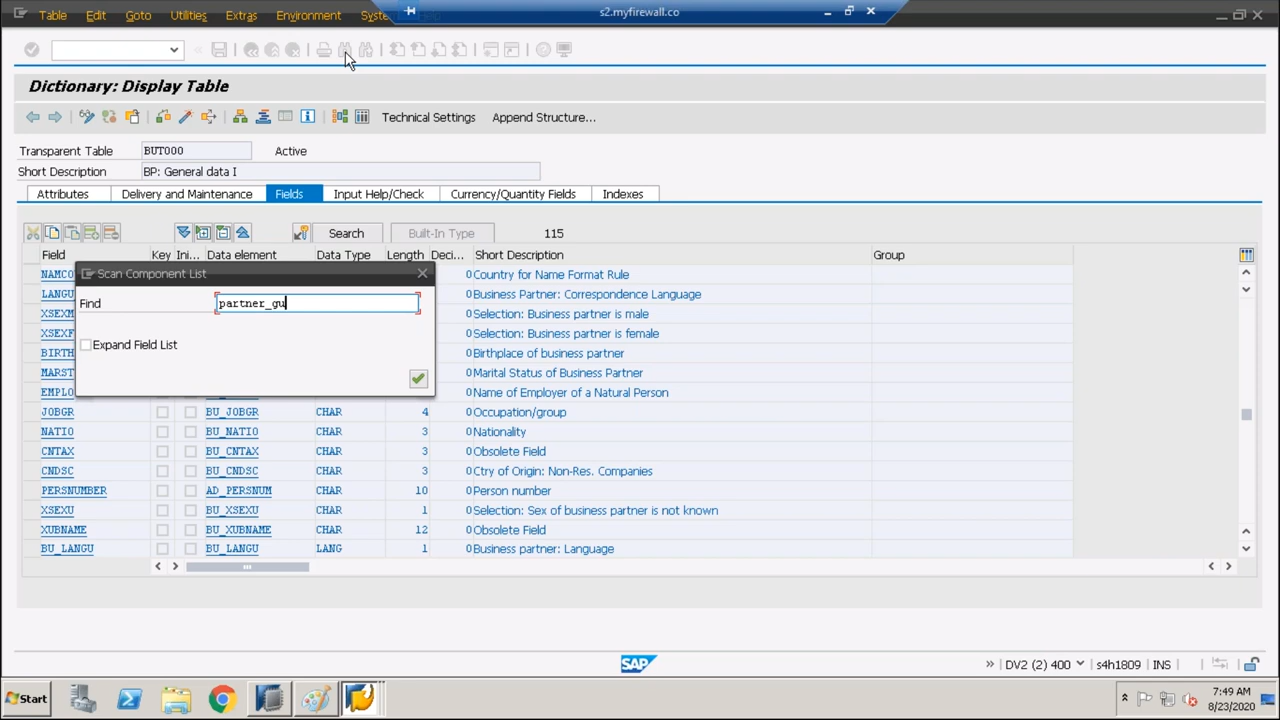 Table Edit Goto Utilities Extras Environment
s2.myfirewall.co
Dictionary: Display Table
Technical Settings Append Structure...
Transparent Table BUT000 Active
Short Description BP: General data I
Attributes Delivery and Maintenance Fields Input Help/Check Currency/Quantity Fields Indexes
Search Built-In Type 115
Field Key Ini... Data element Data Type Length Deci... Short Description Group
Scan Component List
Find partner_gu
Expand Field List
NAMCO 0 Country for Name Format Rule
LANGU 0 Business Partner: Correspondence Language
XSEXM 0 Selection: Business partner is male
XSEXF 0 Selection: Business partner is female
BIRTH 0 Birthplace of business partner
MARST 0 Marital Status of Business Partner
EMPLO 0 Name of Employer of a Natural Person
JOBGR BU_JOBGR CHAR 4 0 Occupation/group
NATIO BU_NATIO CHAR 3 0 Nationality
CNTAX BU_CNTAX CHAR 3 0 Obsolete Field
CNDSC BU_CNDSC CHAR 3 0 Ctry of Origin: Non-Res. Companies
PERSNUMBER AD_PERSNUM CHAR 10 0 Person number
XSEXU BU_XSEXU CHAR 1 0 Selection: Sex of business partner is not known
XUBNAME BU_XUBNAME CHAR 12 0 Obsolete Field
BU_LANGU BU_LANGU LANG 1 0 Business partner: Language
SAP
DV2 (2) 400 s4h1809 INS
Start
7:49 AM
8/23/2020